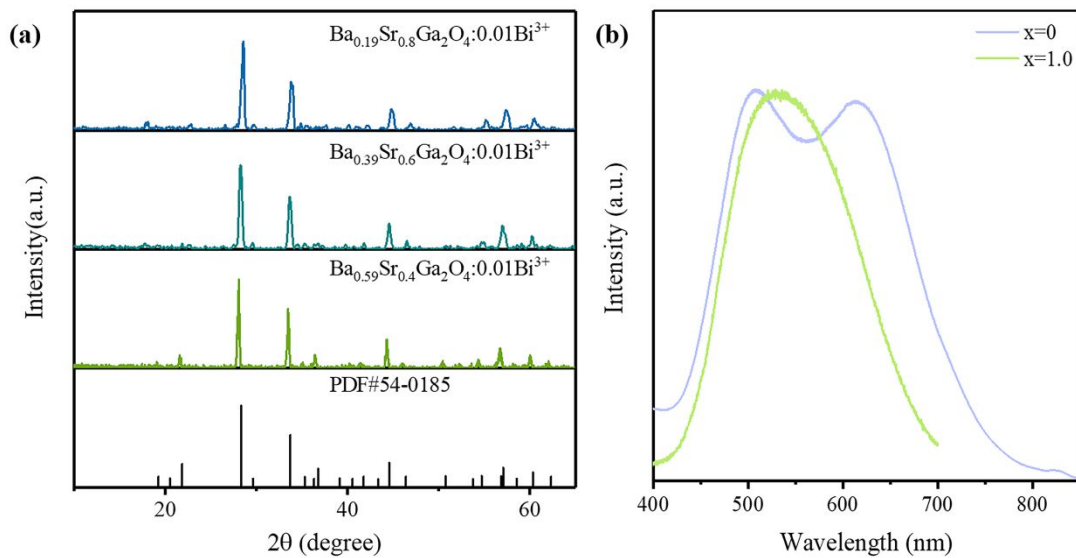 (a)
Ba0.19Sr0.8Ga2O4:0.01Bi3+
Ba0.39Sr0.6Ga2O4:0.01Bi3+
Ba0.59Sr0.4Ga2O4:0.01Bi3+
PDF#54-0185
Intensity(a.u.)
20
40
60
2θ (degree)
(b)
x=0
x=1.0
Intensity (a.u.)
400
500
600
700
800
Wavelength (nm)